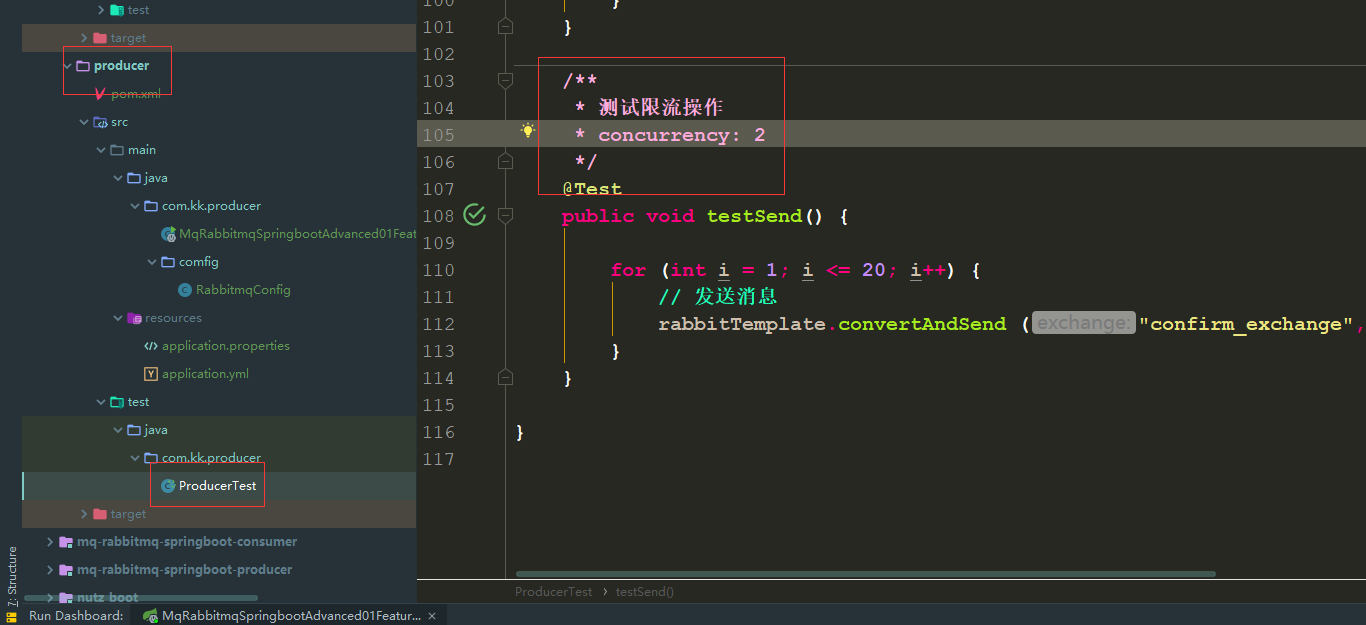 test
target
producer
pom.xml
src
main
java
com.kk.producer
MqRabbitmqSpringbootAdvanced01Feat
comfig
RabbitmqConfig
resources
application.properties
application.yml
test
java
com.kk.producer
ProducerTest
target
mq-rabbitmq-springboot-consumer
mq-rabbitmq-springboot-producer
nutz boot
7: Structure
100 }
101 }
102
103 /**
104 * 测试限流操作
105 * concurrency: 2
106 */
107 @Test
108 public void testSend() {
109
110 for (int i = 1; i <= 20; i++) {
111 // 发送消息
112 rabbitTemplate.convertAndSend (exchange: "confirm_exchange",
113 }
114 }
115
116 }
117
ProducerTest › testSend()
Run Dashboard: MqRabbitmqSpringbootAdvanced01Featur... ×